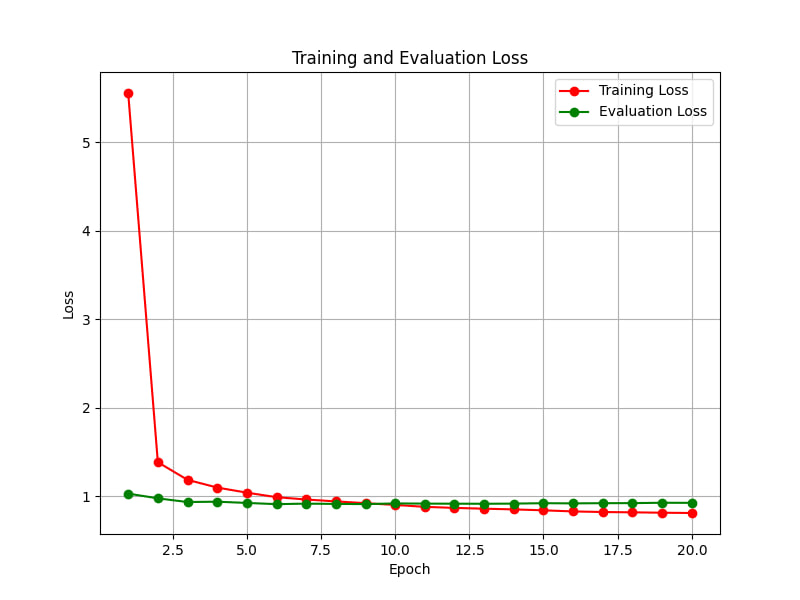 Training and Evaluation Loss
Training Loss
Evaluation Loss
5
4
3
2
1
Loss
2.5 5.0 7.5 10.0 12.5 15.0 17.5 20.0
Epoch